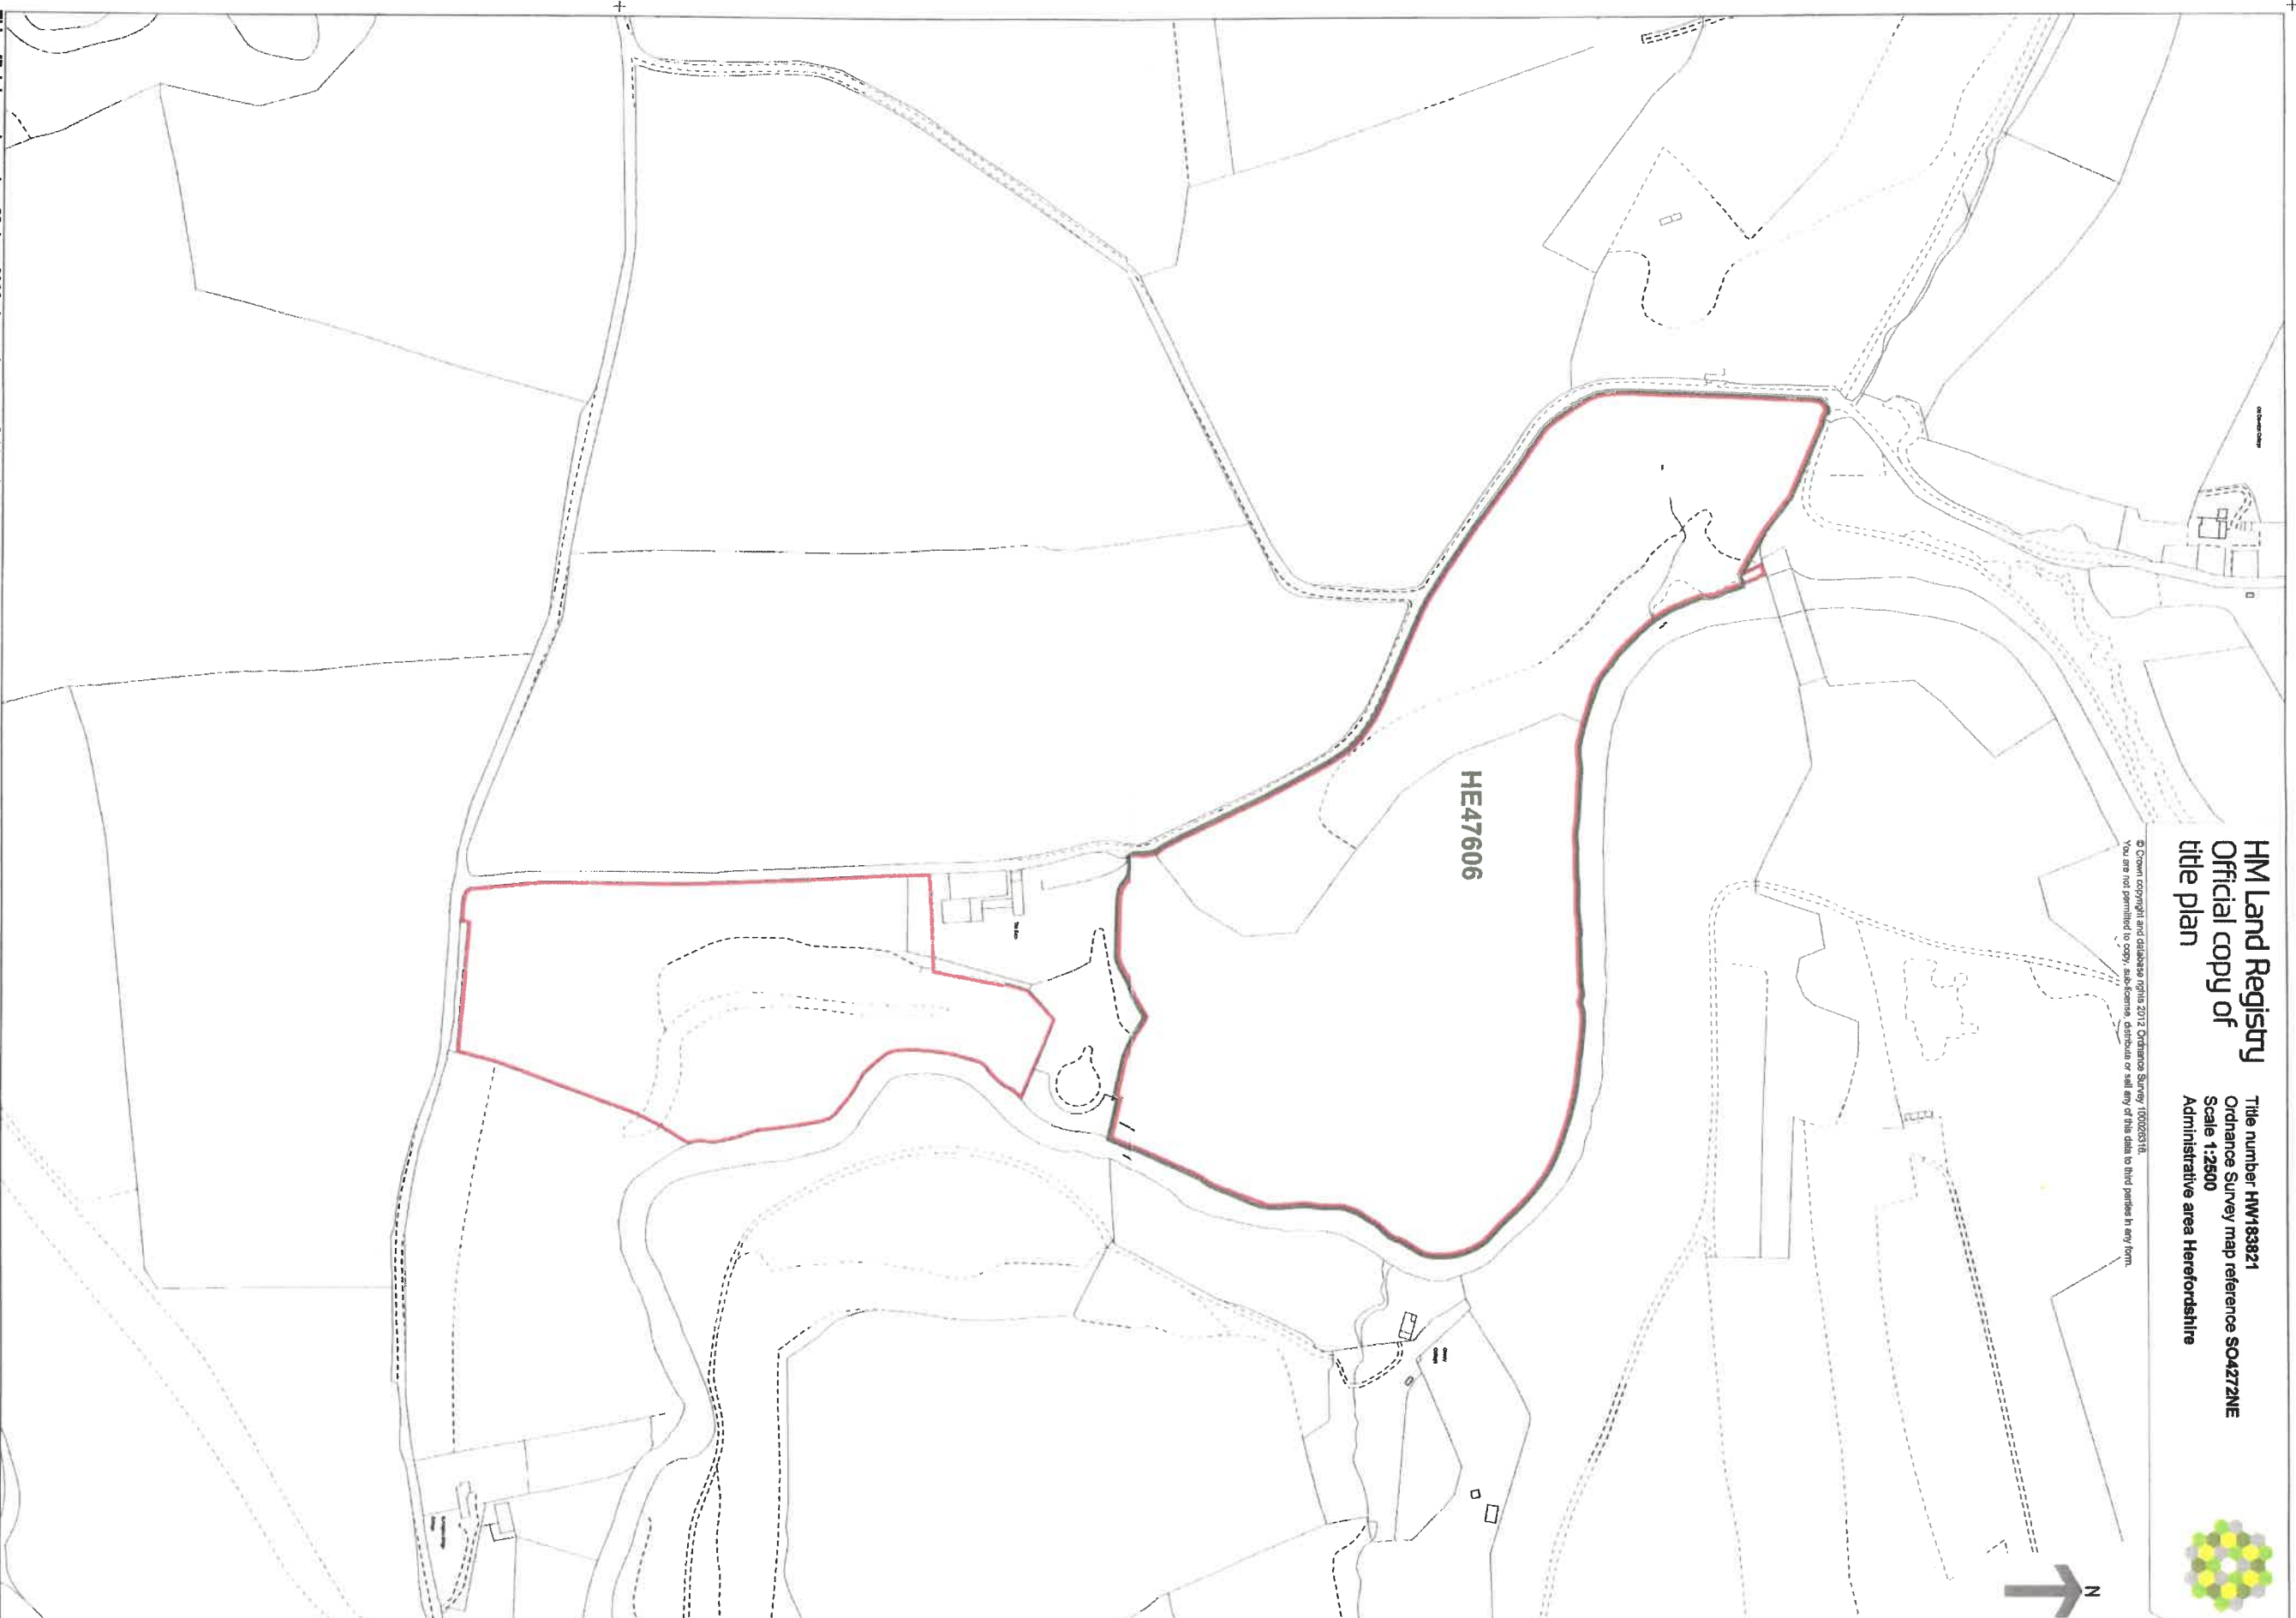 HM Land Registry
Official copy of
title plan
Title number HW183821
Ordnance Survey map reference SO4272NE
Scale 1:2500
Administrative area Herefordshire
© Crown copyright and database rights 2012 Ordnance Survey 100026316.
You are not permitted to copy, sub-license, distribute or sell any of this data to third parties in any form.
N
HE47606
Cottage